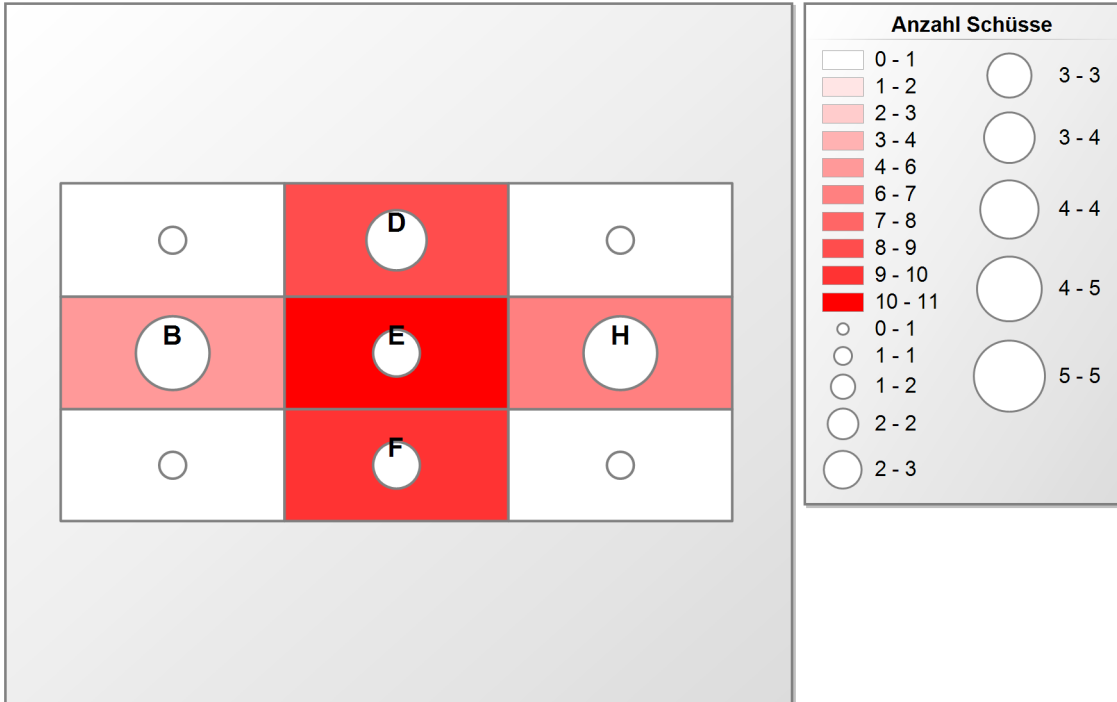 D
B
E
H
F
Anzahl Schüsse
0 - 1
1 - 2
2 - 3
3 - 4
4 - 6
6 - 7
7 - 8
8 - 9
9 - 10
10 - 11
0 - 1
1 - 1
1 - 2
2 - 2
2 - 3
3 - 3
3 - 4
4 - 4
4 - 5
5 - 5